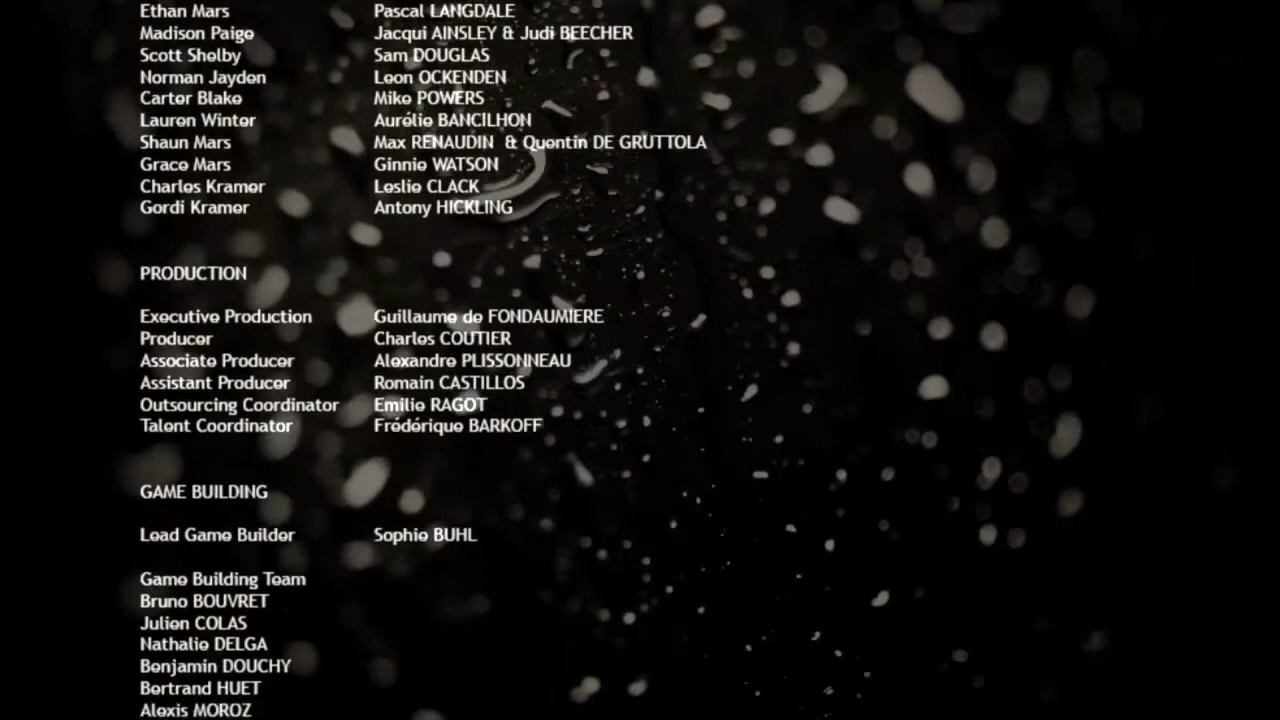 Ethan Mars Pascal LANGDALE
Madison Paige Jacqui AINSLEY & Judi BEECHER
Scott Shelby Sam DOUGLAS
Norman Jayden Leon OCKENDEN
Carter Blake Mike POWERS
Lauren Winter Aurélie BANCILHON
Shaun Mars Max RENAUDIN & Quentin DE GRUTTOLA
Grace Mars Ginnie WATSON
Charles Kramer Leslie CLACK
Gordi Kramer Antony HICKLING
PRODUCTION
Executive Production Guillaume de FONDAUMIERE
Producer Charles COUTIER
Associate Producer Alexandre PLISSONNEAU
Assistant Producer Romain CASTILLOS
Outsourcing Coordinator Emilie RAGOT
Talent Coordinator Frédérique BARKOFF
GAME BUILDING
Lead Game Builder Sophie BUHL
Game Building Team
Bruno BOUVRET
Julien COLAS
Nathalie DELGA
Benjamin DOUCHY
Bertrand HUET
Alexis MOROZ